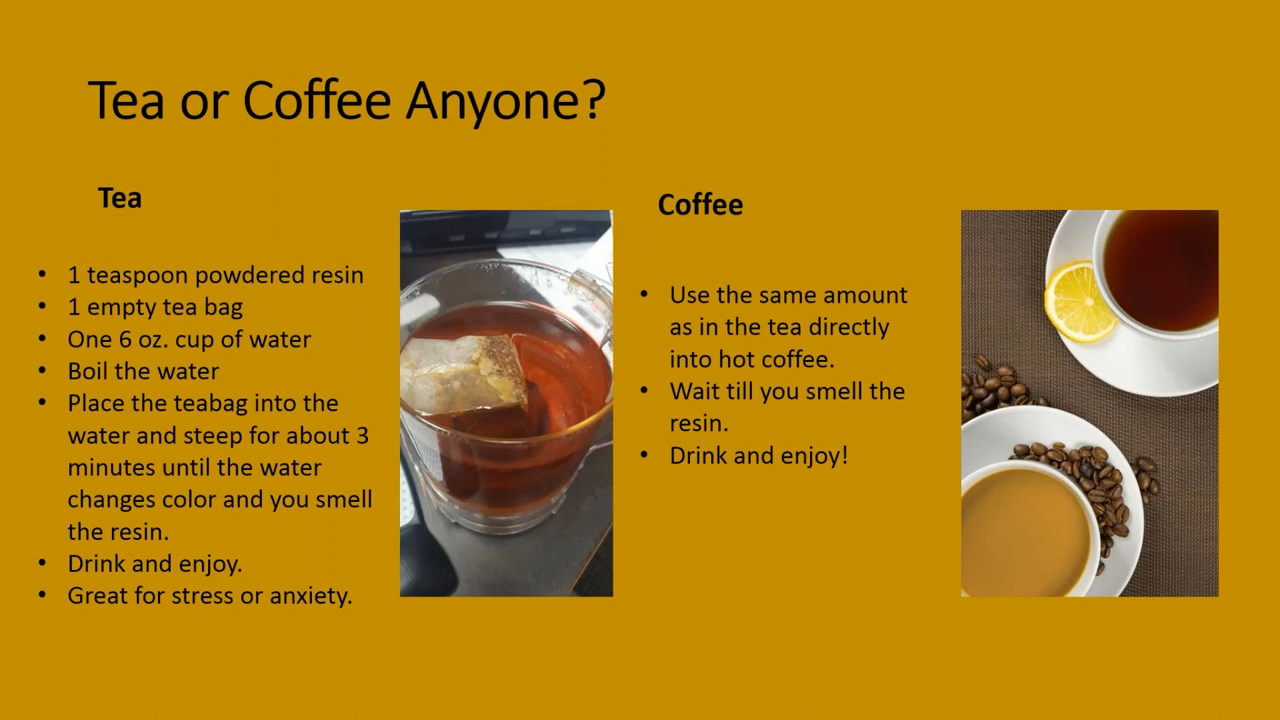 Tea or Coffee Anyone?
Tea
• 1 teaspoon powdered resin
• 1 empty tea bag
• One 6 oz. cup of water
• Boil the water
• Place the teabag into the
water and steep for about 3
minutes until the water
changes color and you smell
the resin.
• Drink and enjoy.
• Great for stress or anxiety.
Coffee
• Use the same amount
as in the tea directly
into hot coffee.
• Wait till you smell the
resin.
• Drink and enjoy!